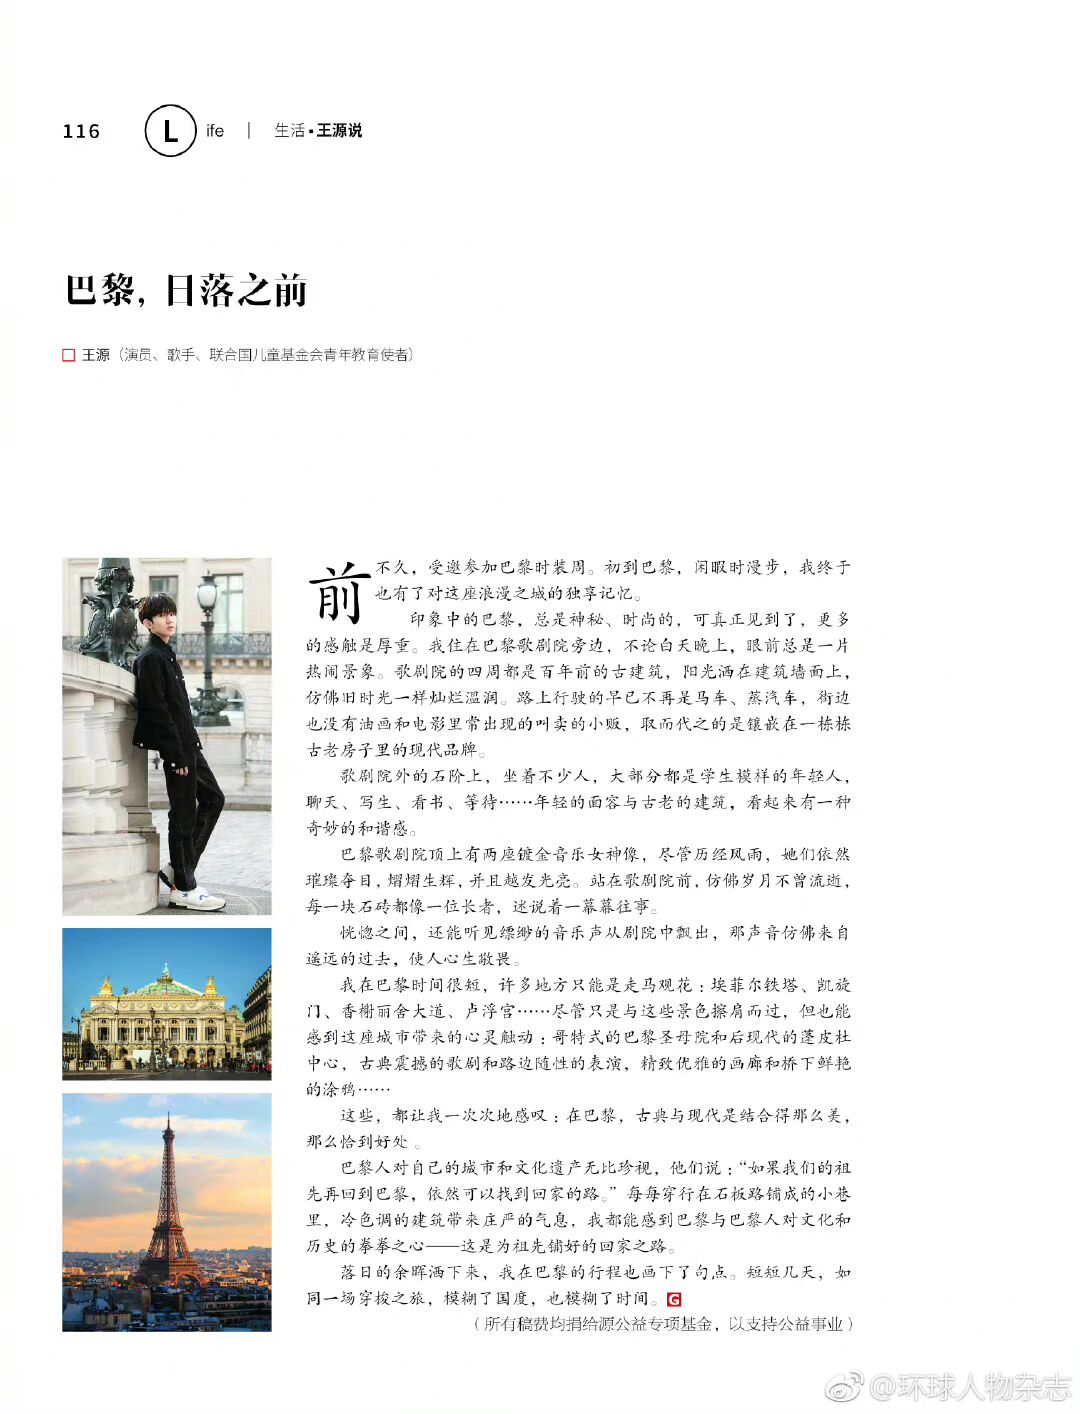 116 Life | 生活·王源说
巴黎，日落之前
王源（演员、歌手、联合国儿童基金会青年教育使者）
前不久，受邀参加巴黎时装周。初到巴黎，闲暇时漫步，我终于
也有了对这座浪漫之城的独享记忆。
印象中的巴黎，总是神秘、时尚的，可真正见到了，更多
的感触是厚重。我住在巴黎歌剧院旁边，不论白天晚上，眼前总是一片
热闹景象。歌剧院的四周都是百年前的古建筑，阳光洒在建筑墙面上，
仿佛旧时光一样灿烂温润。路上行驶的早已不再是马车、蒸汽车，街边
也没有油画和电影里常出现的叫卖的小贩，取而代之的是镶嵌在一栋栋
古老房子里的现代品牌。
歌剧院外的石阶上，坐着不少人，大部分都是学生模样的年轻人，
聊天、写生、看书、等待……年轻的面容与古老的建筑，看起来有一种
奇妙的和谐感。
巴黎歌剧院顶上有两座镀金音乐女神像，尽管历经风雨，她们依然
璀璨夺目，熠熠生辉，并且越发光亮。站在歌剧院前，仿佛岁月不曾流逝，
每一块石砖都像一位长者，述说着一幕幕往事。
恍惚之间，还能听见缥缈的音乐声从剧院中飘出，那声音仿佛来自
遥远的过去，使人心生敬畏。
我在巴黎时间很短，许多地方只能是走马观花：埃菲尔铁塔、凯旋
门、香榭丽舍大道、卢浮宫……尽管只是与这些景色擦肩而过，但也能
感到这座城市带来的心灵触动：哥特式的巴黎圣母院和后现代的蓬皮杜
中心，古典震撼的歌剧和路边随性的表演，精致优雅的画廊和桥下鲜艳
的涂鸦……
这些，都让我一次次地感叹：在巴黎，古典与现代是结合得那么美，
那么恰到好处。
巴黎人对自己的城市和文化遗产无比珍视，他们说：“如果我们的祖
先再回到巴黎，依然可以找到回家的路。”每每穿行在石板路铺成的小巷
里，冷色调的建筑带来庄严的气息，我都能感到巴黎与巴黎人对文化和
历史的拳拳之心——这是为祖先铺好的回家之路。
落日的余晖洒下来，我在巴黎的行程也画下了句点。短短几天，如
同一场穿梭之旅，模糊了国度，也模糊了时间。G
（所有稿费均捐给源公益专项基金，以支持公益事业）
@环球人物杂志